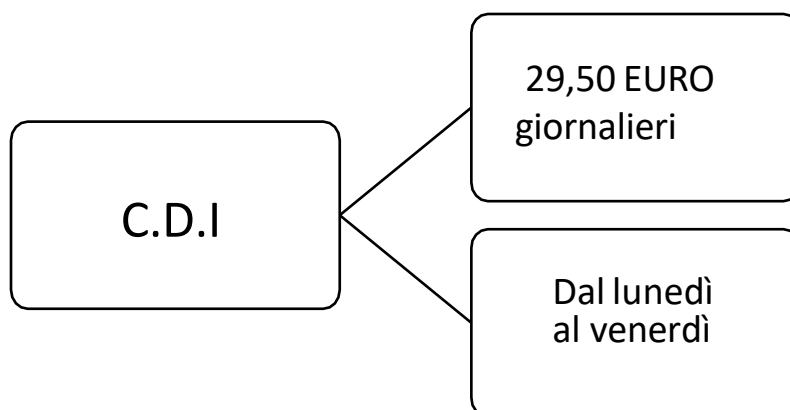 C.D.I
29,50 EURO
giornalieri
Dal lunedì
al venerdì